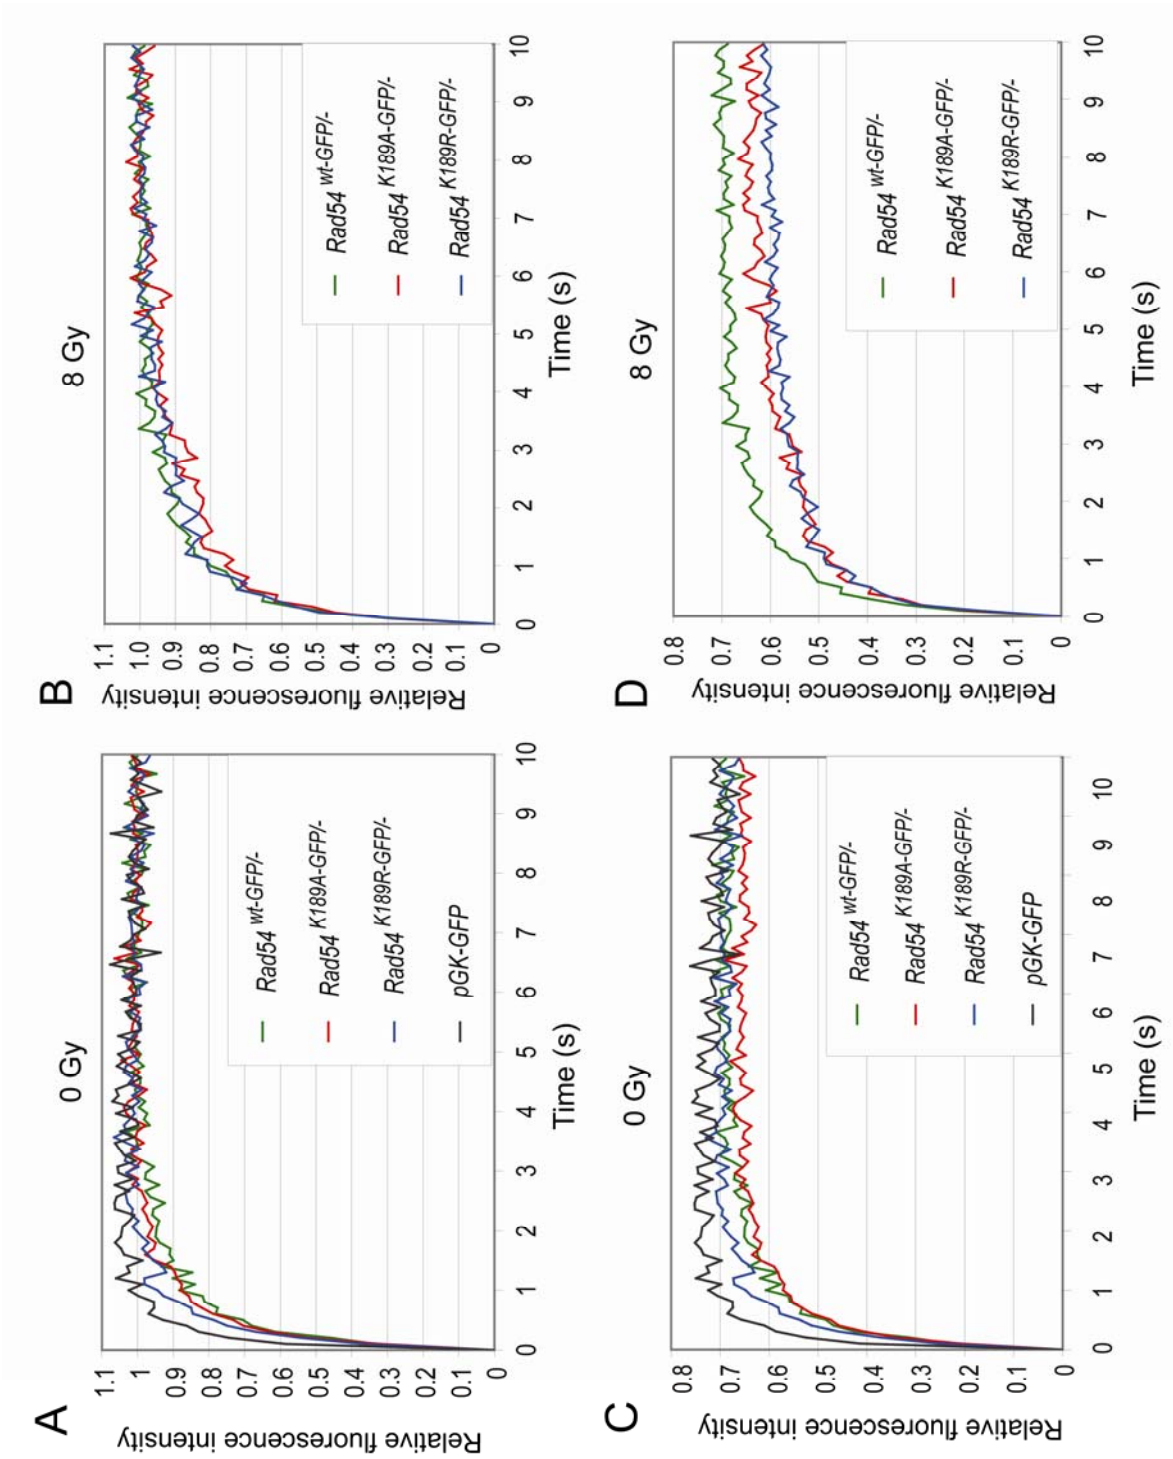 A
0 Gy
Relative fluorescence intensity
1.1
1
0.9
0.8
0.7
0.6
0.5
0.4
0.3
0.2
0.1
0
Rad54 wt-GFP/-
Rad54 K189A-GFP/-
Rad54 K189R-GFP/-
pGK-GFP
0 1 2 3 4 5 6 7 8 9 10
Time (s)
B
8 Gy
Relative fluorescence intensity
1.1
1.0
0.9
0.8
0.7
0.6
0.5
0.4
0.3
0.2
0.1
0
Rad54 wt-GFP/-
Rad54 K189A-GFP/-
Rad54 K189R-GFP/-
0 1 2 3 4 5 6 7 8 9 10
Time (s)
C
0 Gy
Relative fluorescence intensity
0.8
0.7
0.6
0.5
0.4
0.3
0.2
0.1
0
Rad54 wt-GFP/-
Rad54 K189A-GFP/-
Rad54 K189R-GFP/-
pGK-GFP
0 1 2 3 4 5 6 7 8 9 10
Time (s)
D
8 Gy
Relative fluorescence intensity
0.8
0.7
0.6
0.5
0.4
0.3
0.2
0.1
0
Rad54 wt-GFP/-
Rad54 K189A-GFP/-
Rad54 K189R-GFP/-
0 1 2 3 4 5 6 7 8 9 10
Time (s)